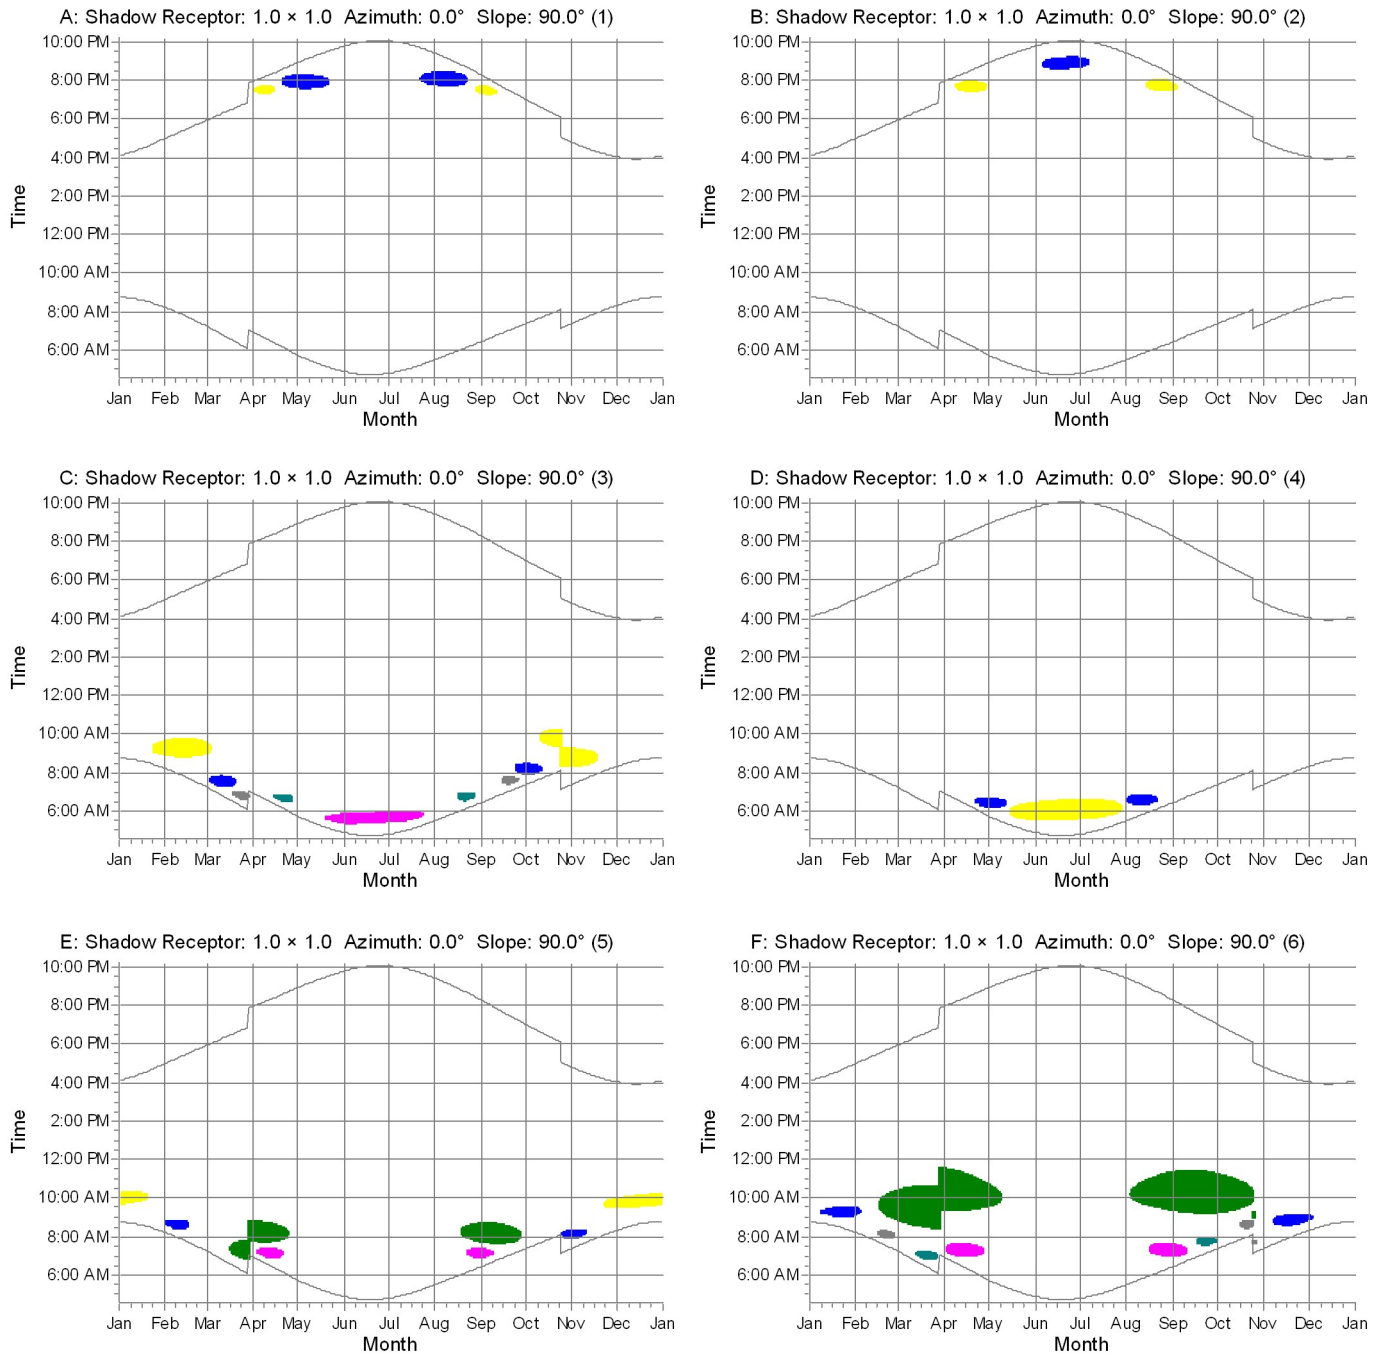 A: Shadow Receptor: 1.0 × 1.0 Azimuth: 0.0° Slope: 90.0° (1)
10:00 PM
8:00 PM
6:00 PM
4:00 PM
2:00 PM
12:00 PM
10:00 AM
8:00 AM
6:00 AM
Time
Jan Feb Mar Apr May Jun Jul Aug Sep Oct Nov Dec Jan
Month
B: Shadow Receptor: 1.0 × 1.0 Azimuth: 0.0° Slope: 90.0° (2)
10:00 PM
8:00 PM
6:00 PM
4:00 PM
2:00 PM
12:00 PM
10:00 AM
8:00 AM
6:00 AM
Time
Jan Feb Mar Apr May Jun Jul Aug Sep Oct Nov Dec Jan
Month
C: Shadow Receptor: 1.0 × 1.0 Azimuth: 0.0° Slope: 90.0° (3)
10:00 PM
8:00 PM
6:00 PM
4:00 PM
2:00 PM
12:00 PM
10:00 AM
8:00 AM
6:00 AM
Time
Jan Feb Mar Apr May Jun Jul Aug Sep Oct Nov Dec Jan
Month
D: Shadow Receptor: 1.0 × 1.0 Azimuth: 0.0° Slope: 90.0° (4)
10:00 PM
8:00 PM
6:00 PM
4:00 PM
2:00 PM
12:00 PM
10:00 AM
8:00 AM
6:00 AM
Time
Jan Feb Mar Apr May Jun Jul Aug Sep Oct Nov Dec Jan
Month
E: Shadow Receptor: 1.0 × 1.0 Azimuth: 0.0° Slope: 90.0° (5)
10:00 PM
8:00 PM
6:00 PM
4:00 PM
2:00 PM
12:00 PM
10:00 AM
8:00 AM
6:00 AM
Time
Jan Feb Mar Apr May Jun Jul Aug Sep Oct Nov Dec Jan
Month
F: Shadow Receptor: 1.0 × 1.0 Azimuth: 0.0° Slope: 90.0° (6)
10:00 PM
8:00 PM
6:00 PM
4:00 PM
2:00 PM
12:00 PM
10:00 AM
8:00 AM
6:00 AM
Time
Jan Feb Mar Apr May Jun Jul Aug Sep Oct Nov Dec Jan
Month